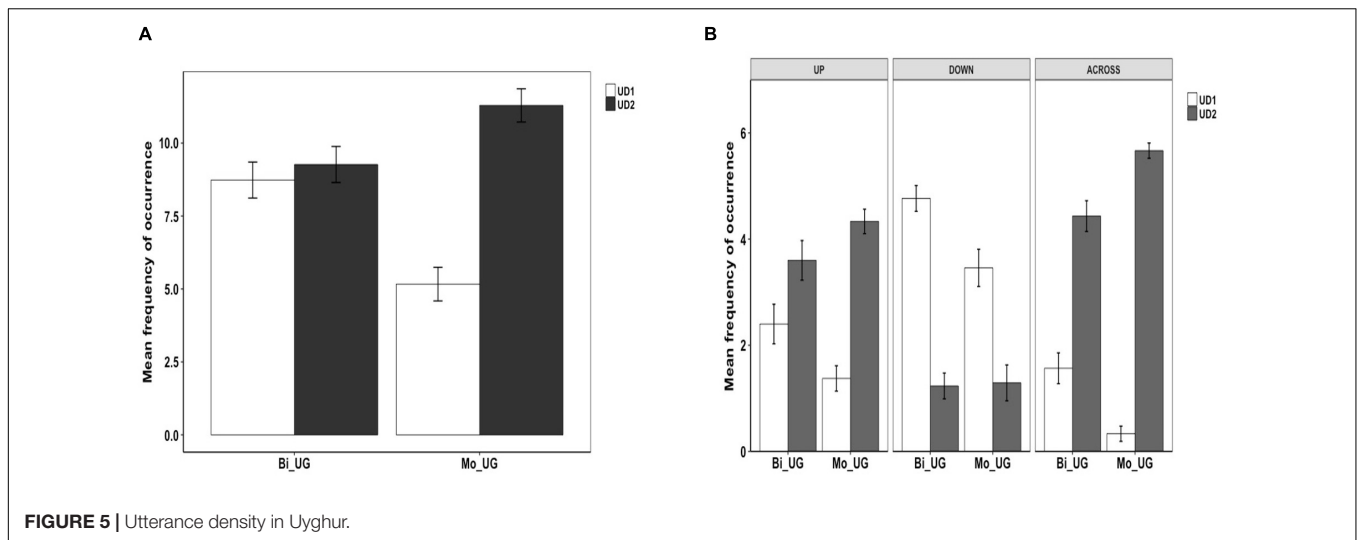 A
Mean frequency of occurrence
10.0
7.5
5.0
2.5
0.0
Bi_UG Mo_UG
UD1
UD2
B
Mean frequency of occurrence
UP DOWN ACROSS
6
4
2
0
Bi_UG Mo_UG Bi_UG Mo_UG Bi_UG Mo_UG
UD1
UD2
FIGURE 5 | Utterance density in Uyghur.